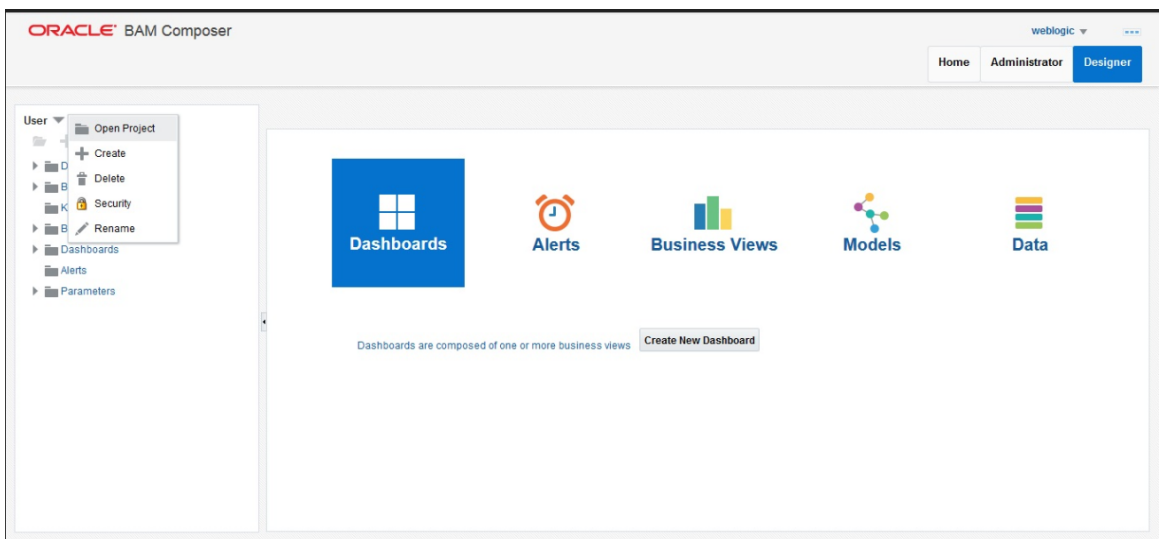 ORACLE® BAM Composer
weblogic
Home Administrator Designer
User
Open Project
Create
Delete
Security
Rename
D
B
K
B
Dashboards
Alerts
Parameters
Dashboards Alerts Business Views Models Data
Dashboards are composed of one or more business views Create New Dashboard